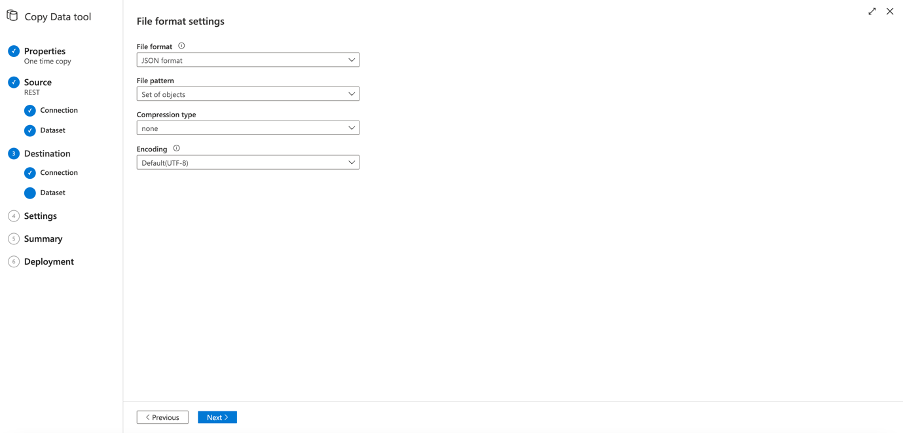 Copy Data tool
Properties
One time copy
Source
REST
Connection
Dataset
3 Destination
Connection
Dataset
4 Settings
5 Summary
6 Deployment
File format settings
File format
JSON format
File pattern
Set of objects
Compression type
none
Encoding
Default(UTF-8)
< Previous
Next >